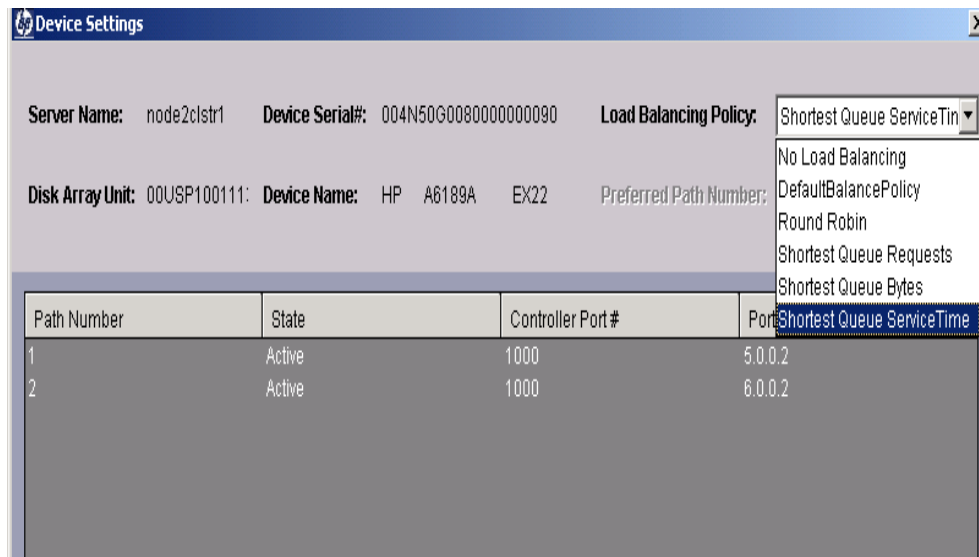 Device Settings
Server Name: node2clstr1 Device Serial#: 004N50G0080000000090 Load Balancing Policy: Shortest Queue ServiceTim
Disk Array Unit: 00USP100111: Device Name: HP A6189A EX22 Preferred Path Number:
No Load Balancing
DefaultBalancePolicy
Round Robin
Shortest Queue Requests
Shortest Queue Bytes
Shortest Queue ServiceTime
Path Number State Controller Port # Port
1 Active 1000 5.0.0.2
2 Active 1000 6.0.0.2